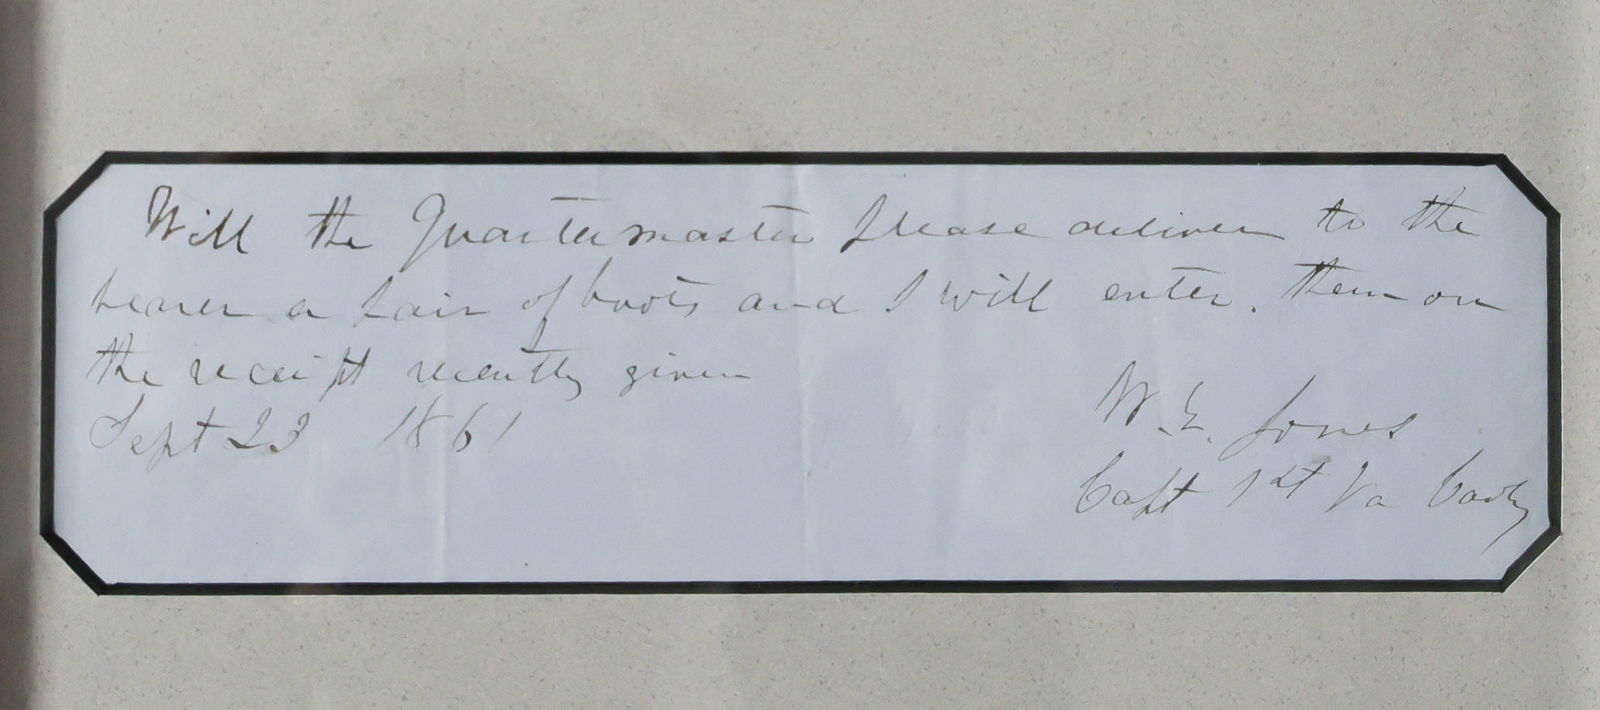 Will the Quartermaster please deliver to the
bearer a pair of boots and I will enter. them on
the receipt recently given
Sept 23 1861
W. E. Jones
Capt 1st Va Cavly